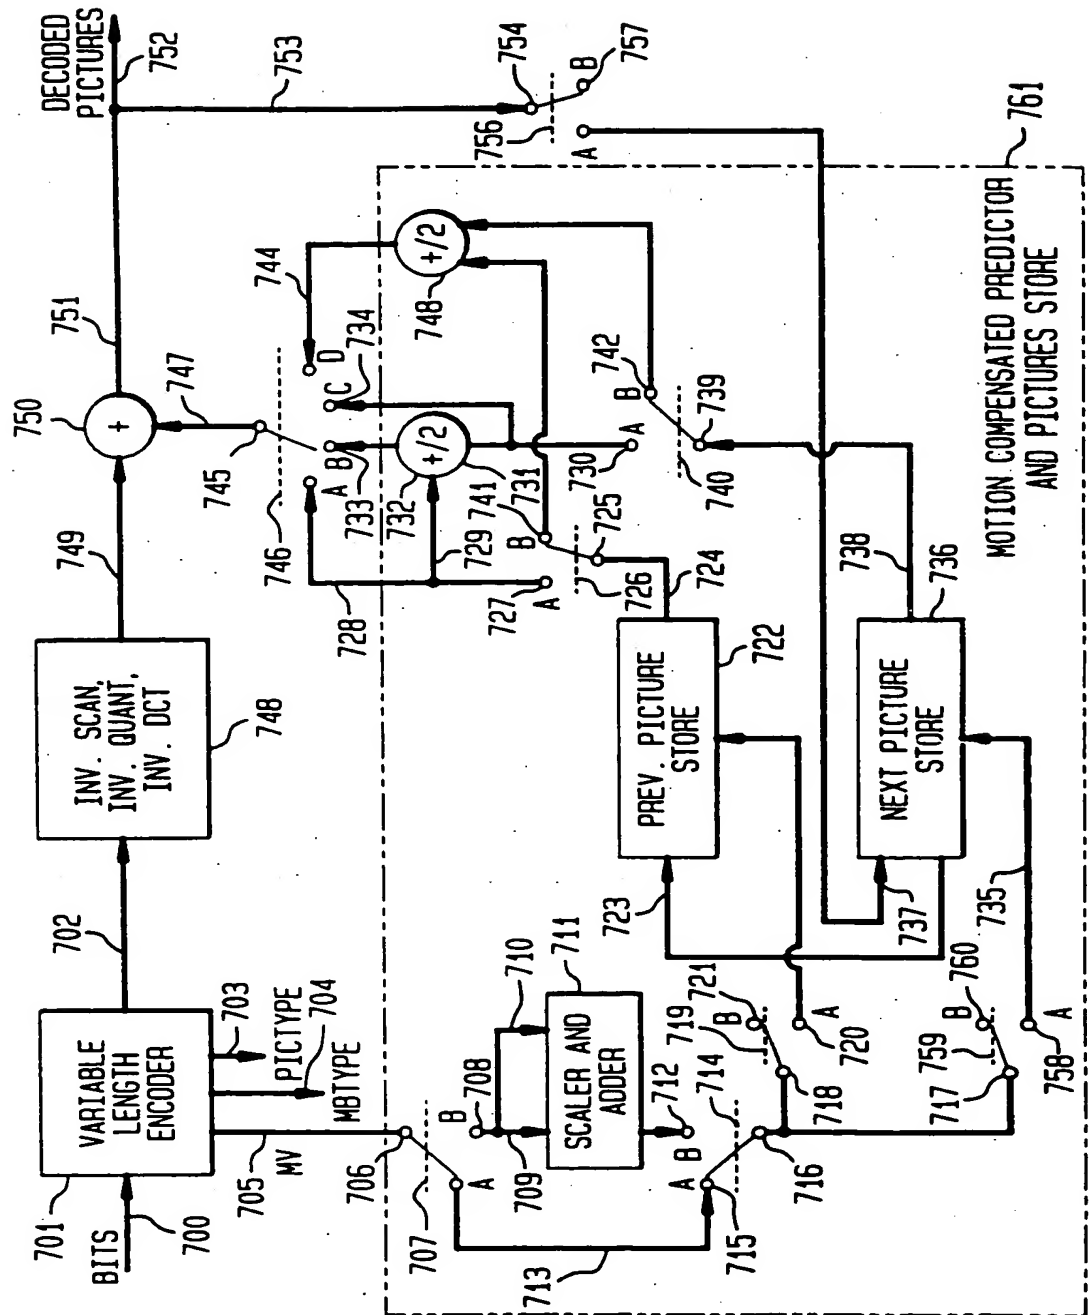 BITS
700
701
VARIABLE
LENGTH
ENCODER
702
703
PICTYPE
704
MBTYPE
705
MV
INV. SCAN,
INV. QUANT,
INV. DCT
748
749
750
+
751
DECODED
PICTURES
752
753
754
B
757
756
A
747
745
746
A
B
C
D
734
744
728
733
732
+/2
731
+/2
748
729
741
B
725
727
A
726
724
730
A
B
742
740
739
706
707
A
B
708
709
710
711
SCALER AND
ADDER
712
B
714
A
715
716
713
719
B
721
718
A
720
723
PREV. PICTURE
STORE
722
759
B
760
717
A
758
735
737
NEXT PICTURE
STORE
736
738
MOTION COMPENSATED PREDICTOR
AND PICTURES STORE
761